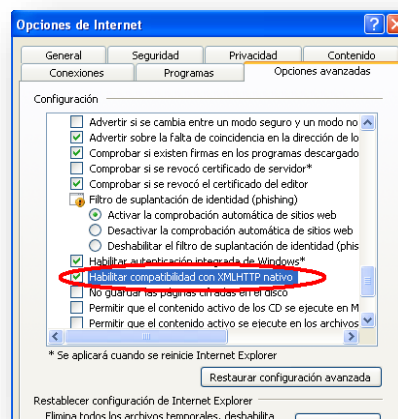 Opciones de Internet
General Seguridad Privacidad Contenido
Conexiones Programas Opciones avanzadas
Configuración
Advertir si se cambia entre un modo seguro y un modo no
Advertir sobre la falta de coincidencia en la dirección de lo
Comprobar si existen firmas en los programas descargado
Comprobar si se revocó certificado de servidor*
Comprobar si se revocó el certificado del editor
Filtro de suplantación de identidad (phishing)
Activar la comprobación automática de sitios web
Desactivar la comprobación automática de sitios web
Deshabilitar el filtro de suplantación de identidad (phis
Habilitar autenticación integrada de Windows*
Habilitar compatibilidad con XMLHTTP nativo
No guardar las páginas cifradas en el disco
Permitir que el contenido activo de los CD se ejecute en M
Permitir que el contenido activo se ejecute en los archivos
* Se aplicará cuando se reinicie Internet Explorer
Restaurar configuración avanzada
Restablecer configuración de Internet Explorer
Elimina todos los archivos temporales, deshabilita